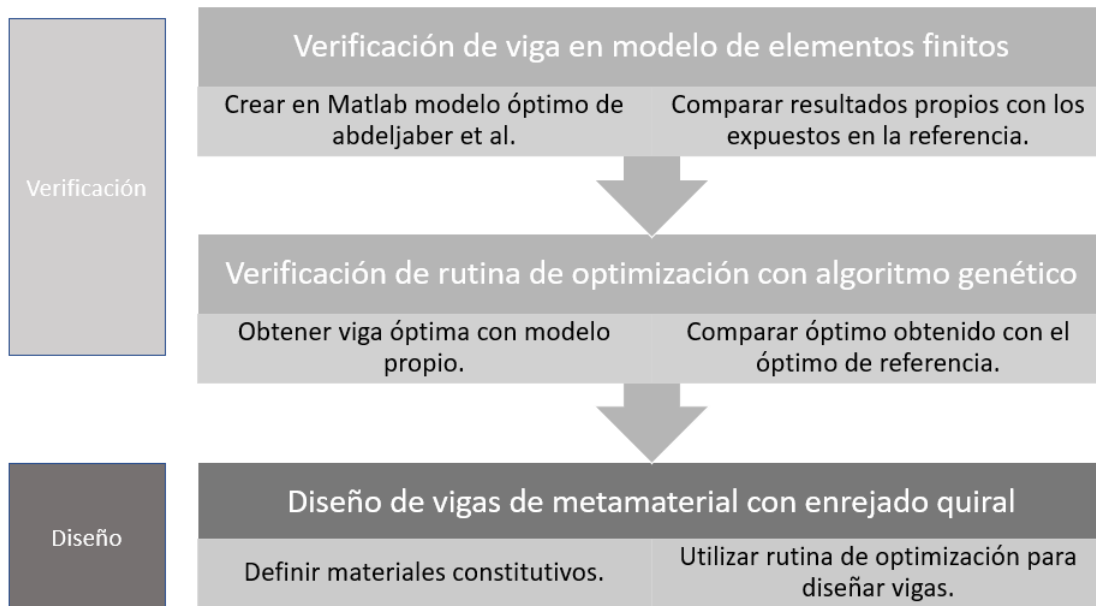 Verificación
Verificación de viga en modelo de elementos finitos
Crear en Matlab modelo óptimo de
abdeljaber et al.
Comparar resultados propios con los
expuestos en la referencia.
Verificación de rutina de optimización con algoritmo genético
Obtener viga óptima con modelo
propio.
Comparar óptimo obtenido con el
óptimo de referencia.
Diseño
Diseño de vigas de metamaterial con enrejado quiral
Definir materiales constitutivos.
Utilizar rutina de optimización para
diseñar vigas.